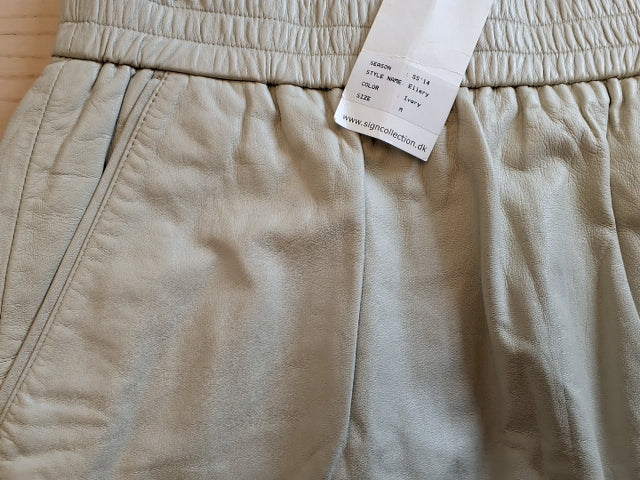 SEASON : SS'14
STYLE NAME : Ellery
COLOR : Ivory
SIZE : M
www.signcollection.dk